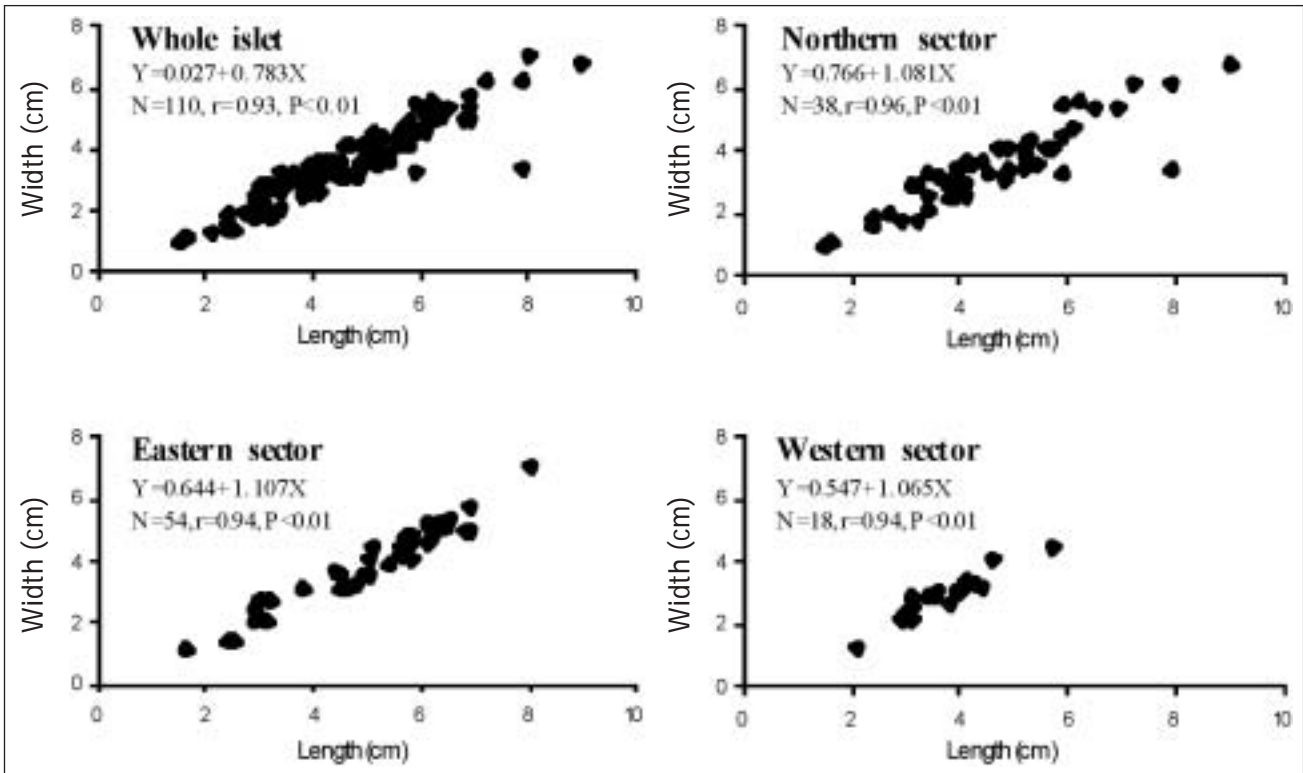 Whole islet
Y=0.027+0.783X
N=110, r=0.93, P<0.01
Width (cm)
8
6
4
2
0
0 2 4 6 8 10
Length (cm)
Northern sector
Y=0.766+1.081X
N=38, r=0.96, P<0.01
Width (cm)
8
6
4
2
0
0 2 4 6 8 10
Length (cm)
Eastern sector
Y=0.644+1.107X
N=54, r=0.94, P<0.01
Width (cm)
8
6
4
2
0
0 2 4 6 8 10
Length (cm)
Western sector
Y=0.547+1.065X
N=18, r=0.94, P<0.01
Width (cm)
8
6
4
2
0
0 2 4 6 8 10
Length (cm)